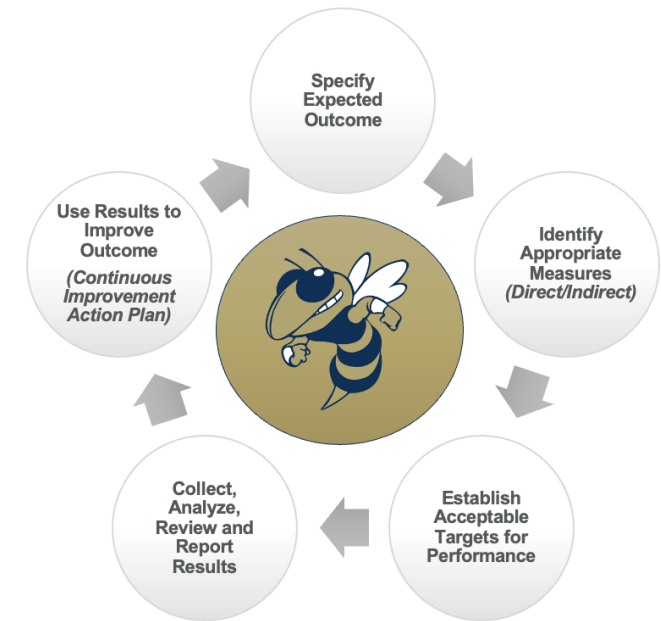 Specify
Expected
Outcome
Identify
Appropriate
Measures
(Direct/Indirect)
Establish
Acceptable
Targets for
Performance
Collect,
Analyze,
Review and
Report
Results
Use Results to
Improve
Outcome
(Continuous
Improvement
Action Plan)